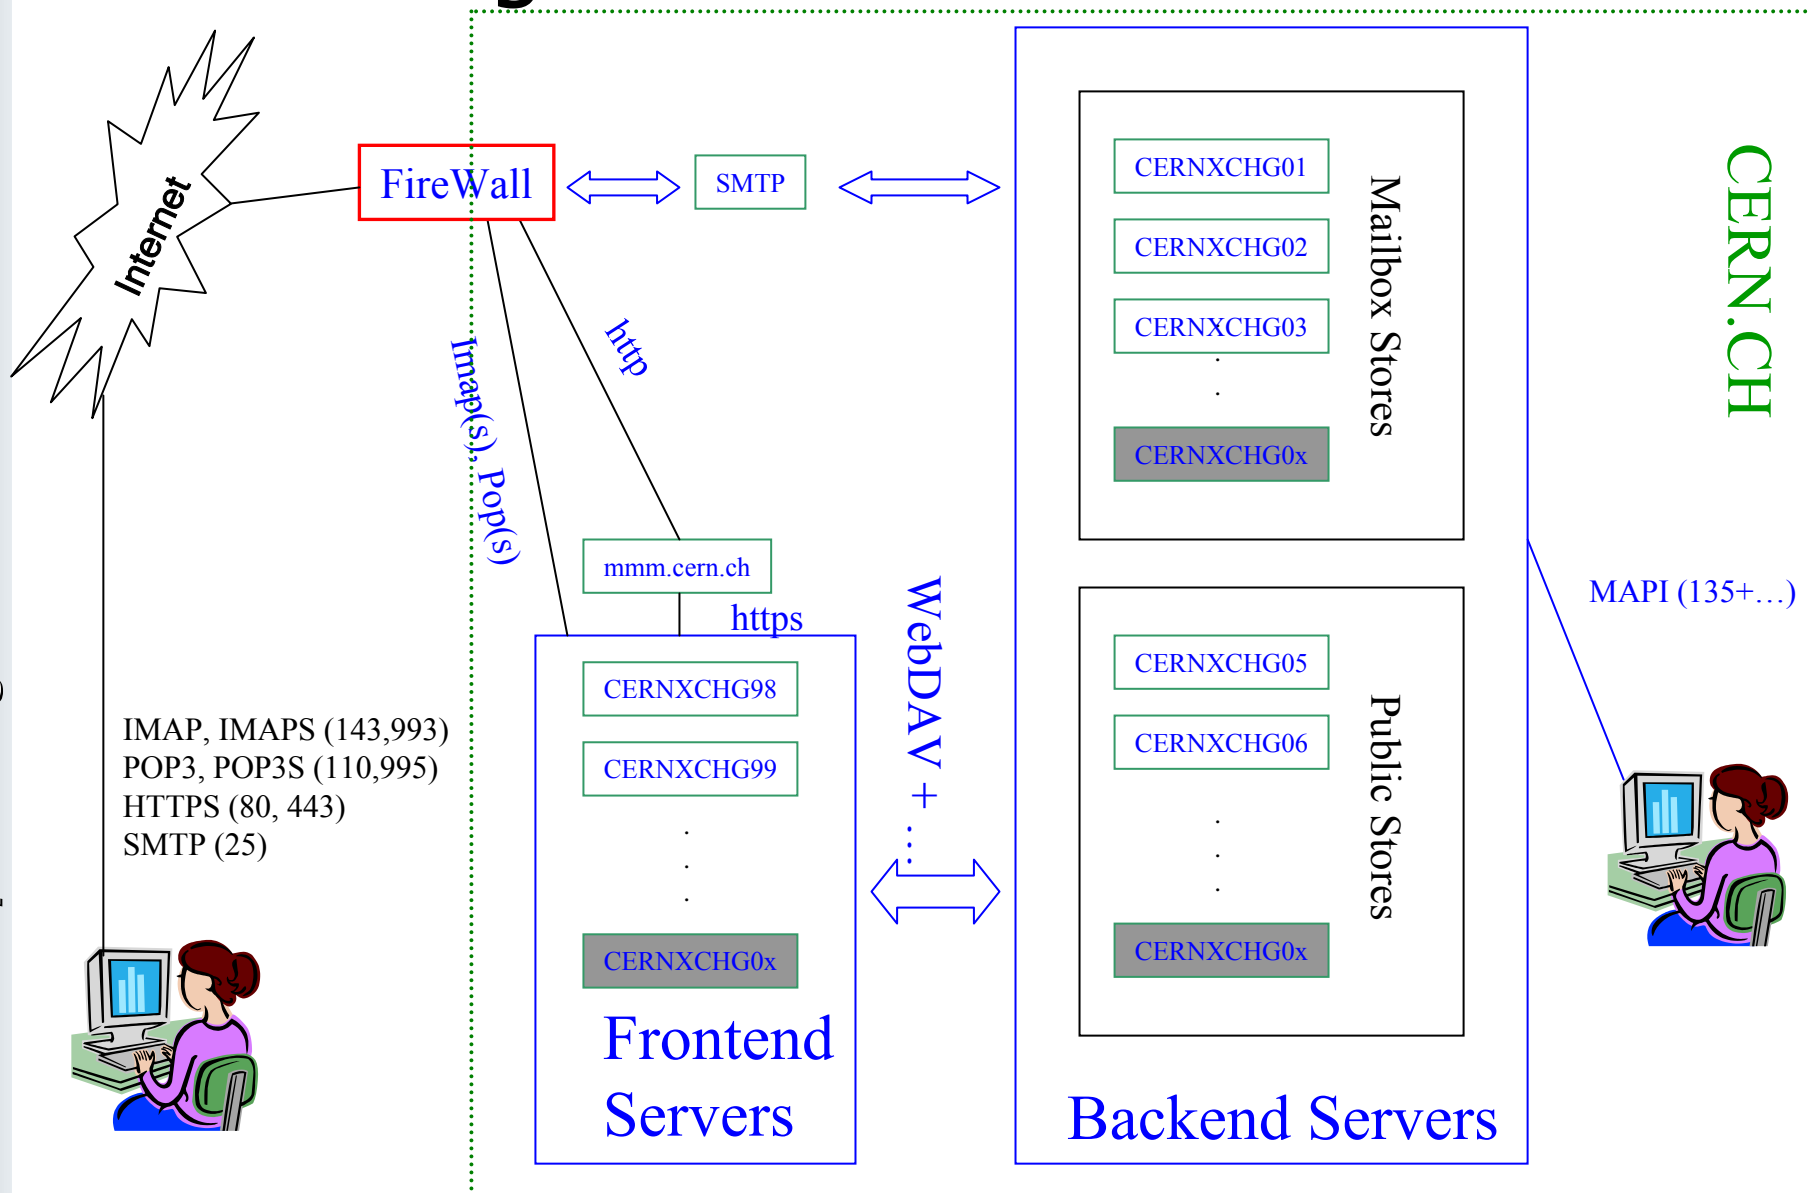 Internet
FireWall
SMTP
http
Imap(s), Pop(s)
mmm.cern.ch
https
IMAP, IMAPS (143,993)
POP3, POP3S (110,995)
HTTPS (80, 443)
SMTP (25)
CERNXCHG98
CERNXCHG99
.
.
.
CERNXCHG0x
Frontend
Servers
WebDAV + …
CERNXCHG01
CERNXCHG02
CERNXCHG03
.
.
CERNXCHG0x
Mailbox Stores
CERNXCHG05
CERNXCHG06
.
.
.
CERNXCHG0x
Public Stores
Backend Servers
CERN.CH
MAPI (135+…)